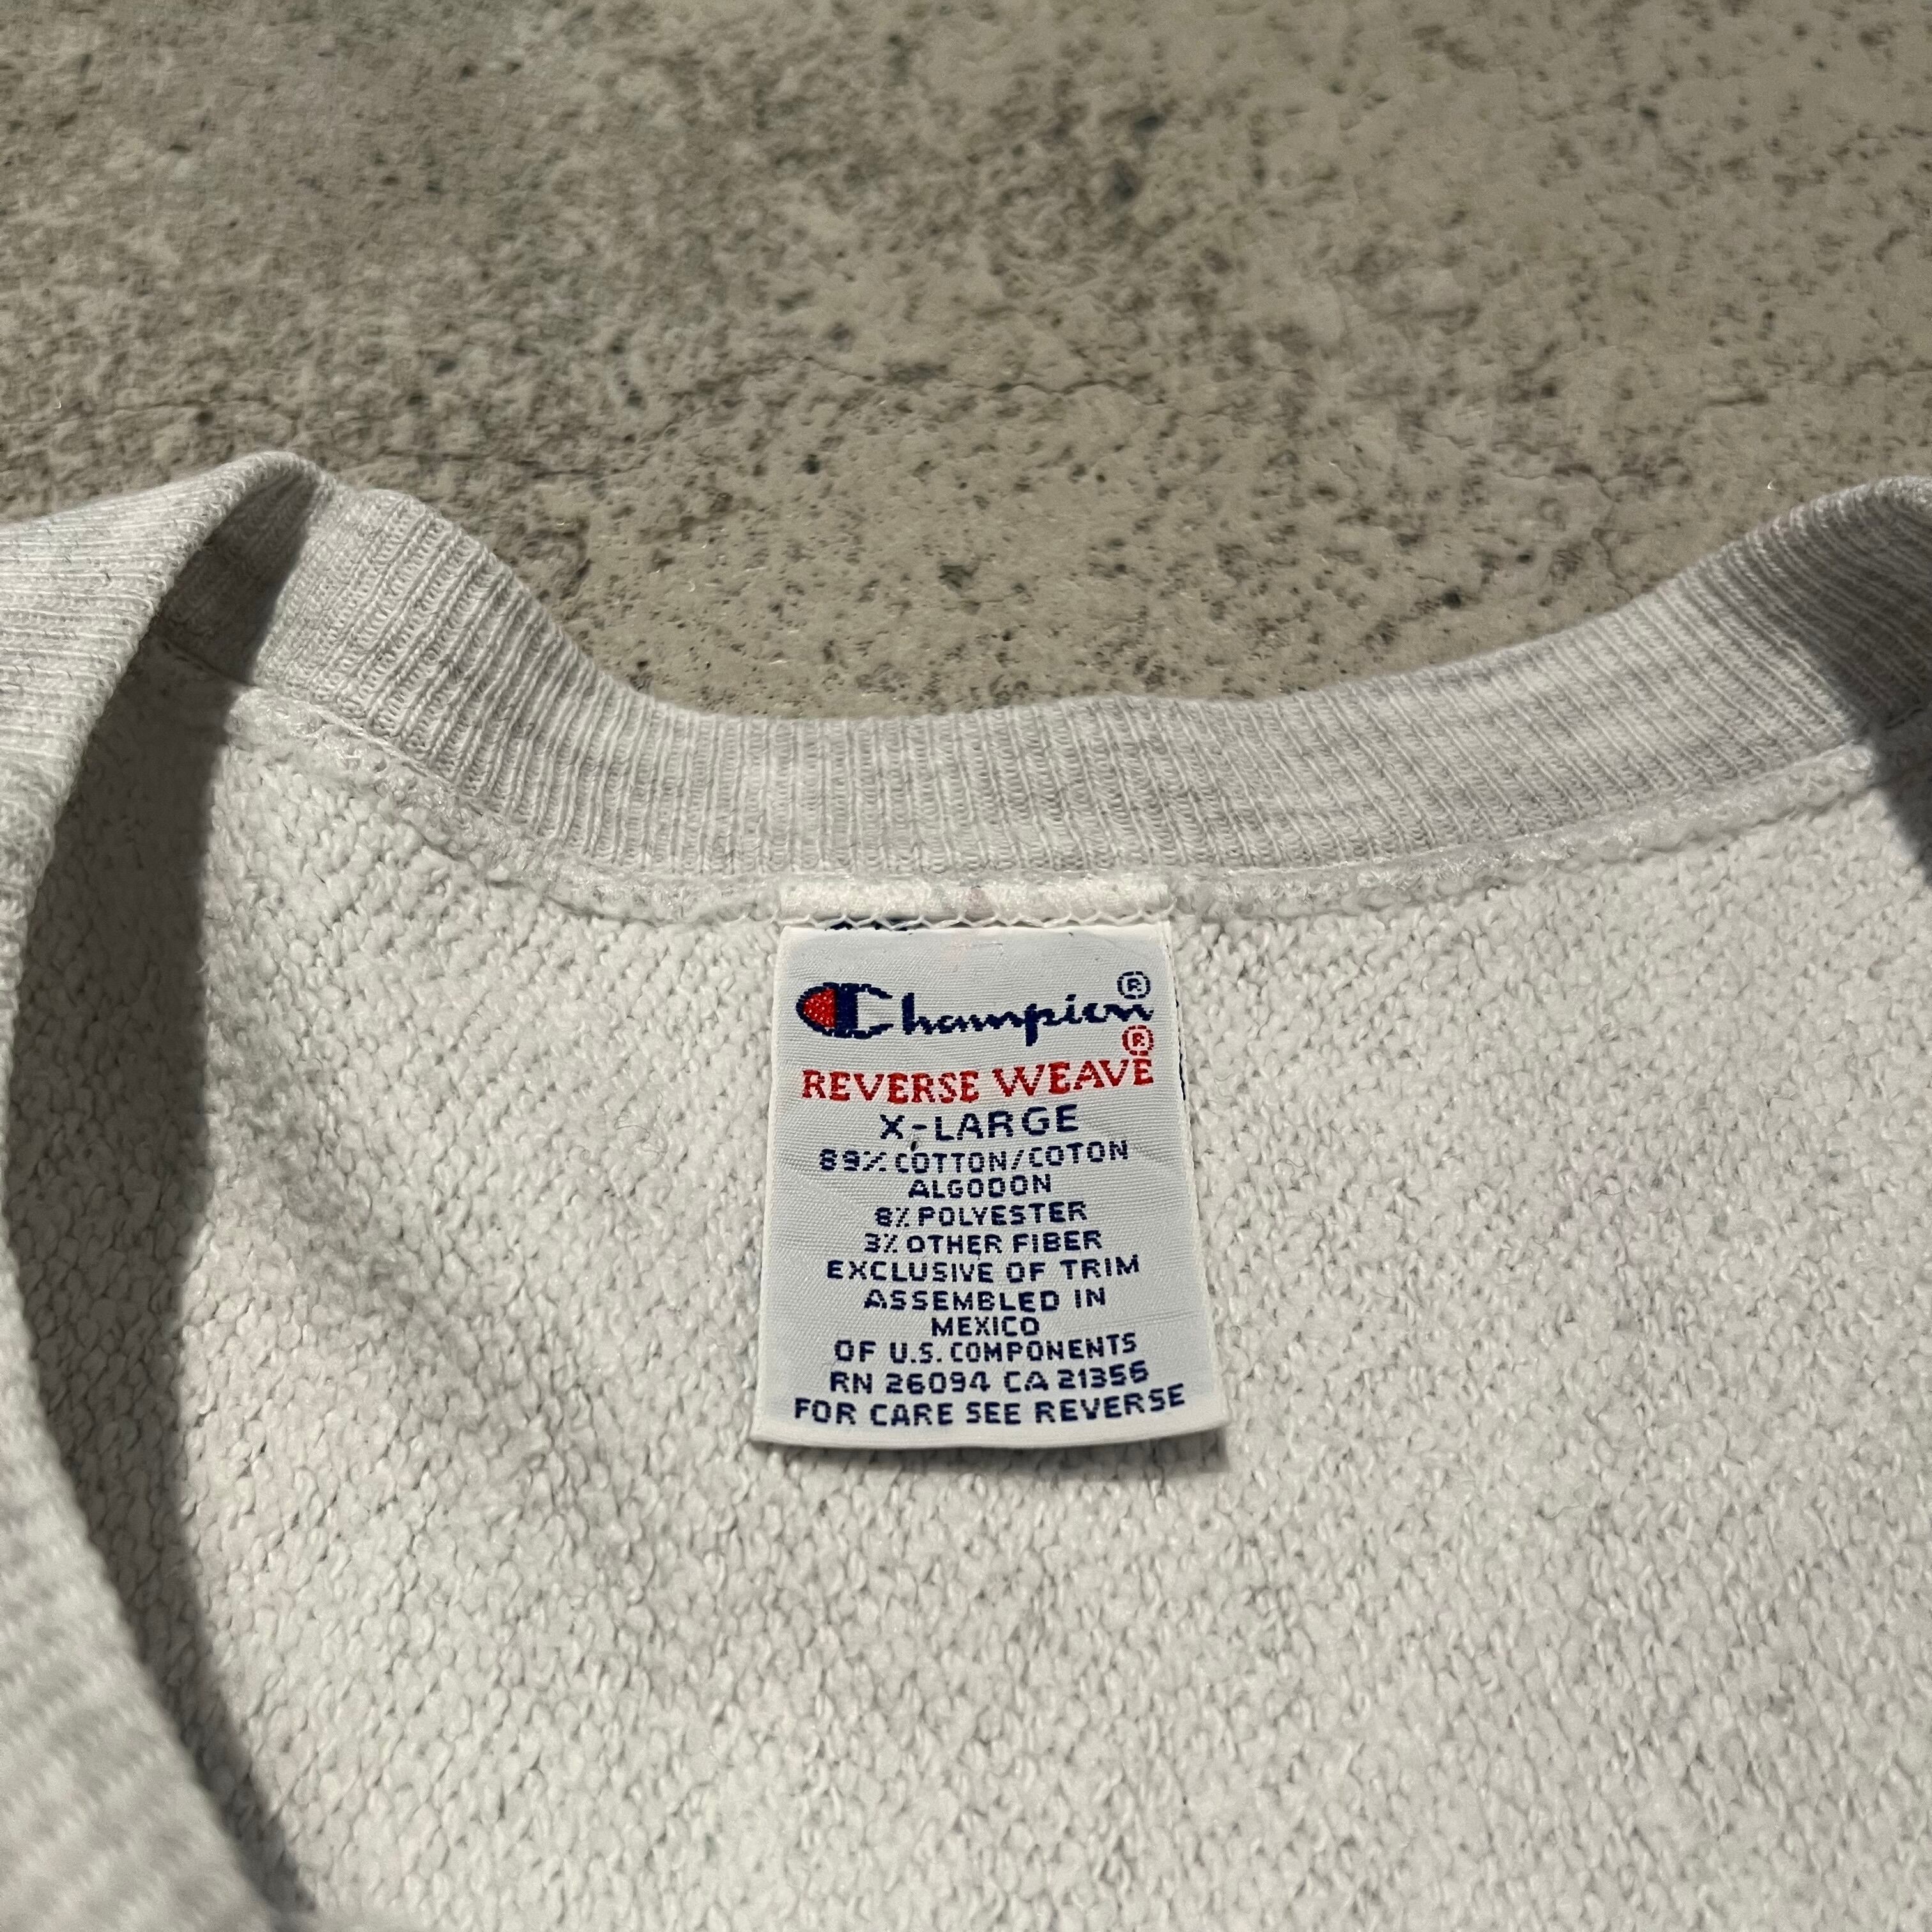 Champion®
REVERSE WEAVE®
X-LARGE
89% COTTON/COTON
ALGODON
8% POLYESTER
3% OTHER FIBER
EXCLUSIVE OF TRIM
ASSEMBLED IN
MEXICO
OF U.S. COMPONENTS
RN 26094 CA 21356
FOR CARE SEE REVERSE